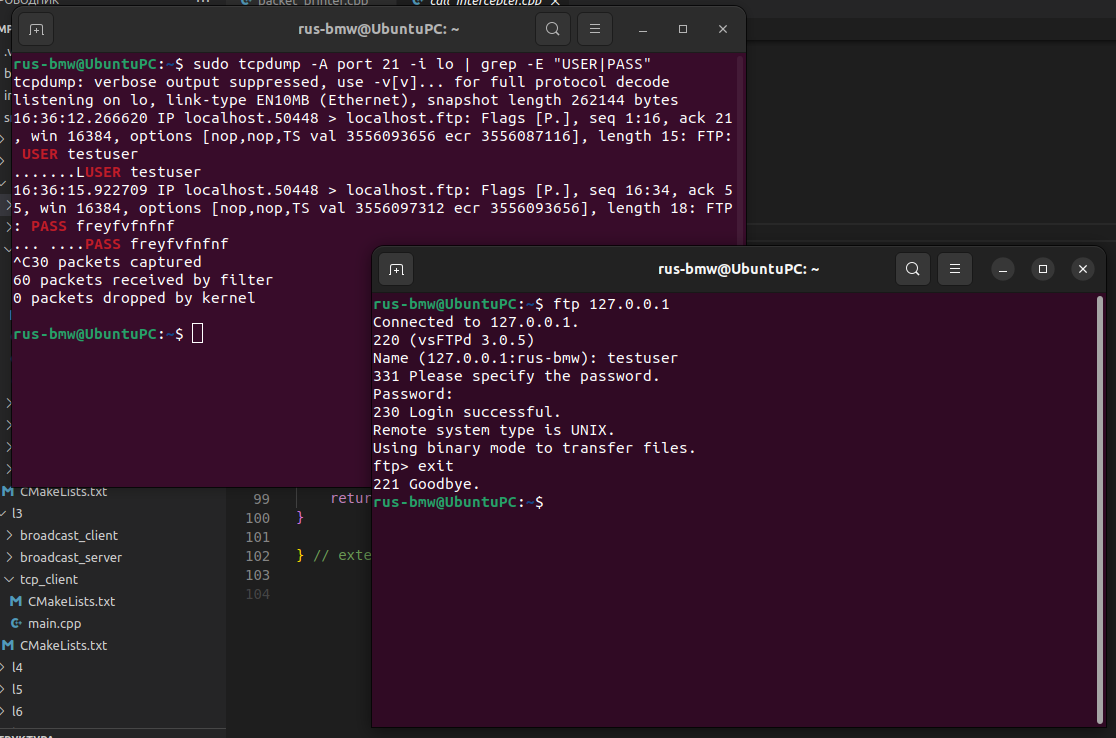 packet_printer.cpp
call_intercepter.cpp
rus-bmw@UbuntuPC: ~
rus-bmw@UbuntuPC:~$ sudo tcpdump -A port 21 -i lo | grep -E "USER|PASS"
tcpdump: verbose output suppressed, use -v[v]... for full protocol decode
listening on lo, link-type EN10MB (Ethernet), snapshot length 262144 bytes
16:36:12.266620 IP localhost.50448 > localhost.ftp: Flags [P.], seq 1:16, ack 21
, win 16384, options [nop,nop,TS val 3556093656 ecr 3556087116], length 15: FTP:
USER testuser
.......LUSER testuser
16:36:15.922709 IP localhost.50448 > localhost.ftp: Flags [P.], seq 16:34, ack 5
5, win 16384, options [nop,nop,TS val 3556097312 ecr 3556093656], length 18: FTP
: PASS freyfvfnfnf
... ....PASS freyfvfnfnf
^C30 packets captured
60 packets received by filter
0 packets dropped by kernel
rus-bmw@UbuntuPC:~$
rus-bmw@UbuntuPC: ~
rus-bmw@UbuntuPC:~$ ftp 127.0.0.1
Connected to 127.0.0.1.
220 (vsFTPd 3.0.5)
Name (127.0.0.1:rus-bmw): testuser
331 Please specify the password.
Password:
230 Login successful.
Remote system type is UNIX.
Using binary mode to transfer files.
ftp> exit
221 Goodbye.
rus-bmw@UbuntuPC:~$
CMakeLists.txt
l3
broadcast_client
broadcast_server
tcp_client
CMakeLists.txt
main.cpp
CMakeLists.txt
l4
l5
l6
99 retur
100 }
101
102 } // exte
103
104